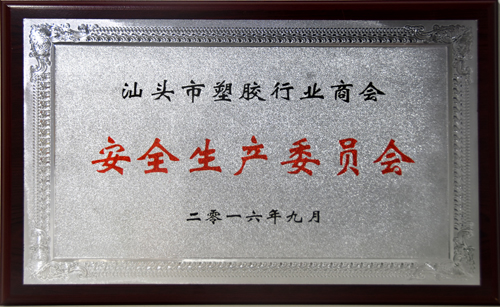 汕头市塑胶行业商会
安全生产委员会
二零一六年九月